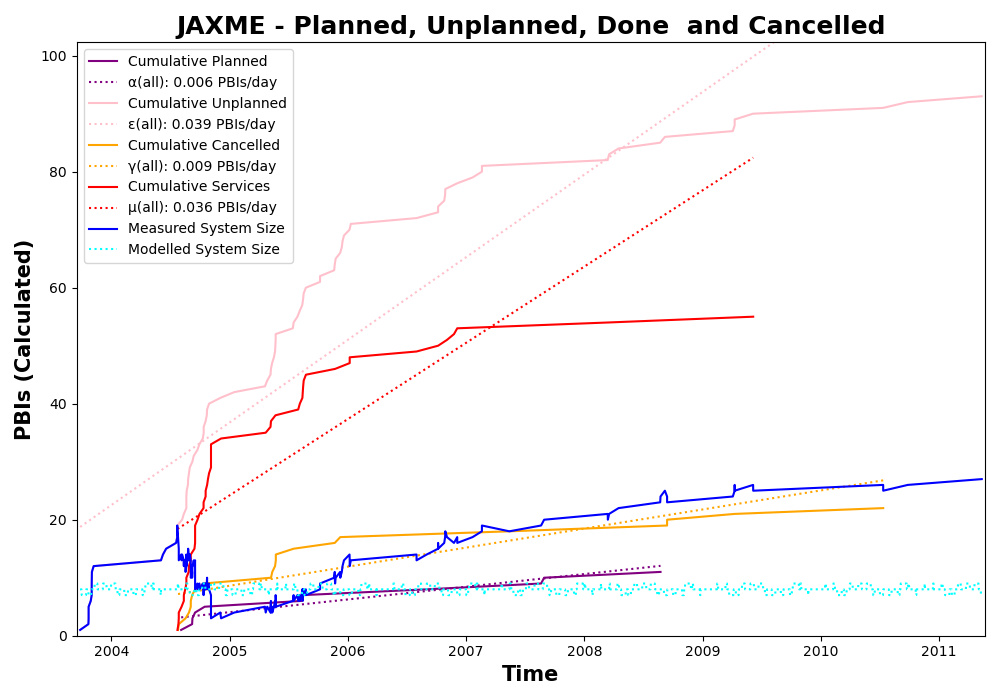 JAXME - Planned, Unplanned, Done  and Cancelled
PBIs (Calculated)
100
80
60
40
20
0
Cumulative Planned
α(all): 0.006 PBIs/day
Cumulative Unplanned
ε(all): 0.039 PBIs/day
Cumulative Cancelled
γ(all): 0.009 PBIs/day
Cumulative Services
μ(all): 0.036 PBIs/day
Measured System Size
Modelled System Size
2004 2005 2006 2007 2008 2009 2010 2011
Time